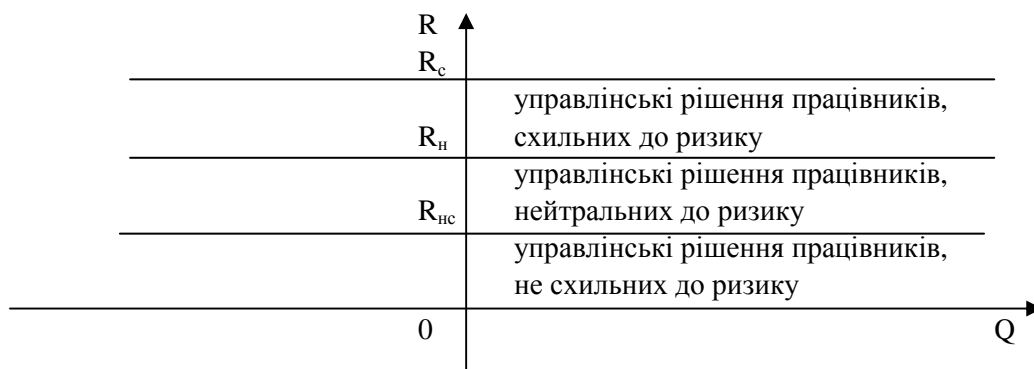 R
Rс
управлінські рішення працівників,
схильних до ризику
Rн
управлінські рішення працівників,
нейтральних до ризику
Rнс
управлінські рішення працівників,
не схильних до ризику
0
Q